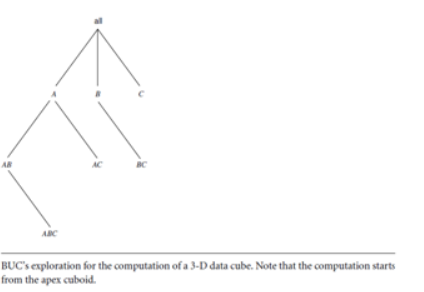 all
A B C
AB AC BC
ABC
BUC's exploration for the computation of a 3-D data cube. Note that the computation starts
from the apex cuboid.